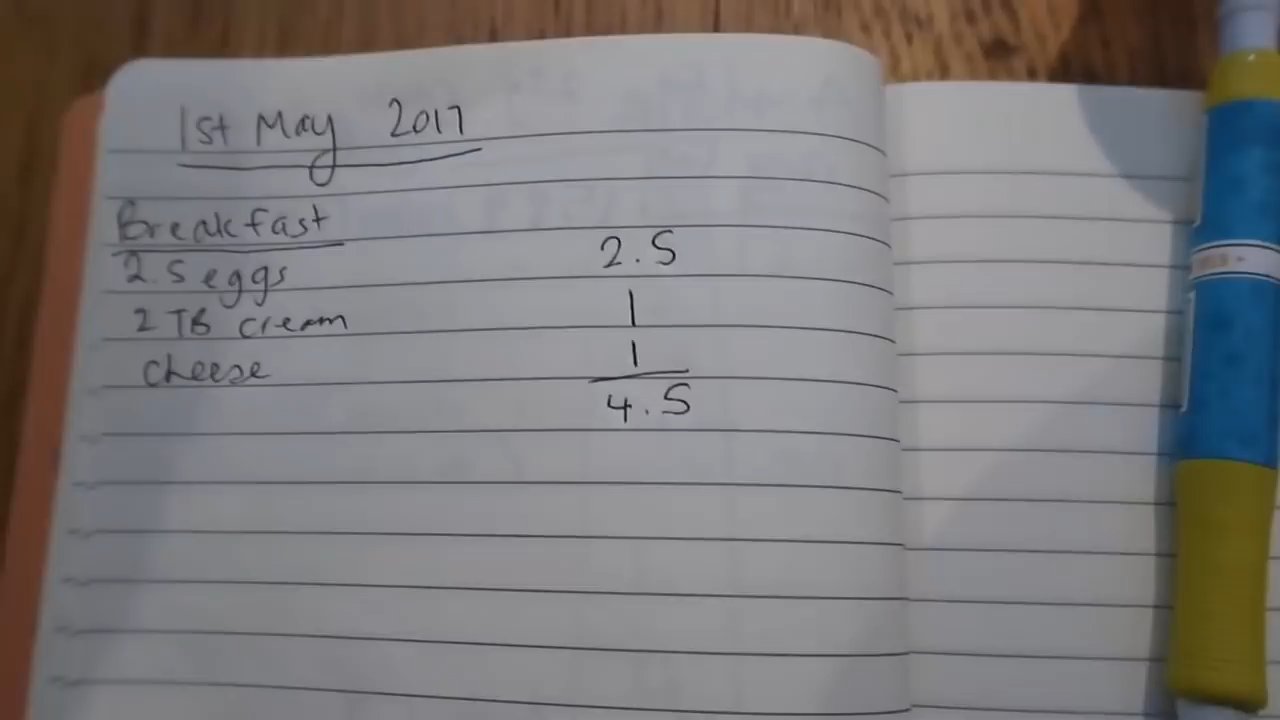 1st May 2017
Breakfast
2.5 eggs 2.5
2 TB cream 1
cheese 1
4.5